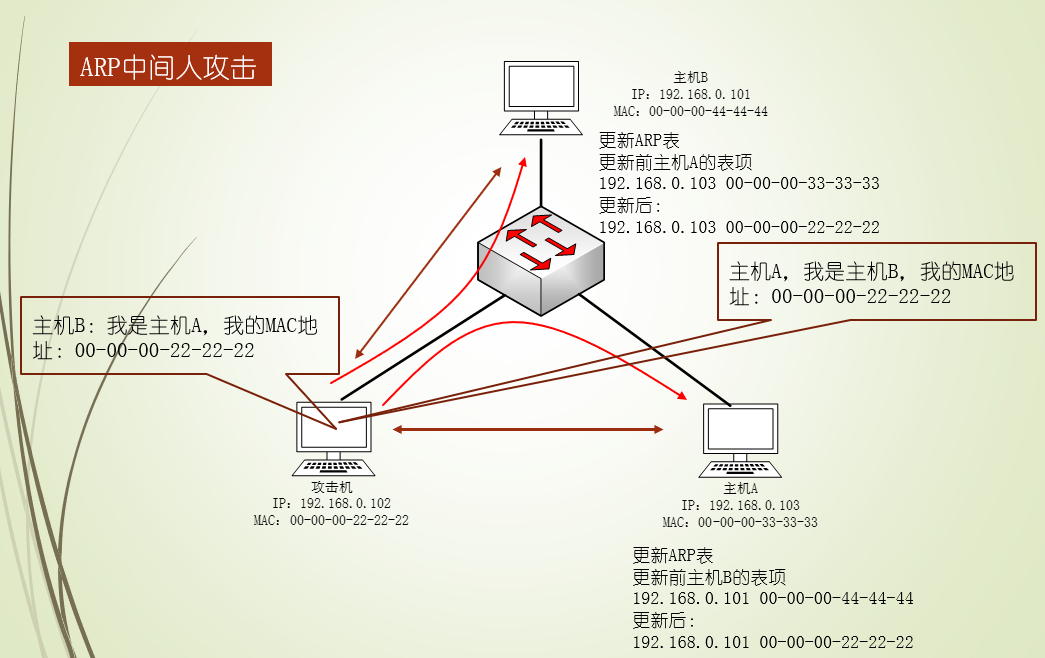 ARP中间人攻击
主机B
IP: 192.168.0.101
MAC: 00-00-00-44-44-44
更新ARP表
更新前主机A的表项
192.168.0.103 00-00-00-33-33-33
更新后:
192.168.0.103 00-00-00-22-22-22
主机A, 我是主机B, 我的MAC地
址: 00-00-00-22-22-22
主机B: 我是主机A, 我的MAC地
址: 00-00-00-22-22-22
攻击机
IP: 192.168.0.102
MAC: 00-00-00-22-22-22
主机A
IP: 192.168.0.103
MAC: 00-00-00-33-33-33
更新ARP表
更新前主机B的表项
192.168.0.101 00-00-00-44-44-44
更新后:
192.168.0.101 00-00-00-22-22-22